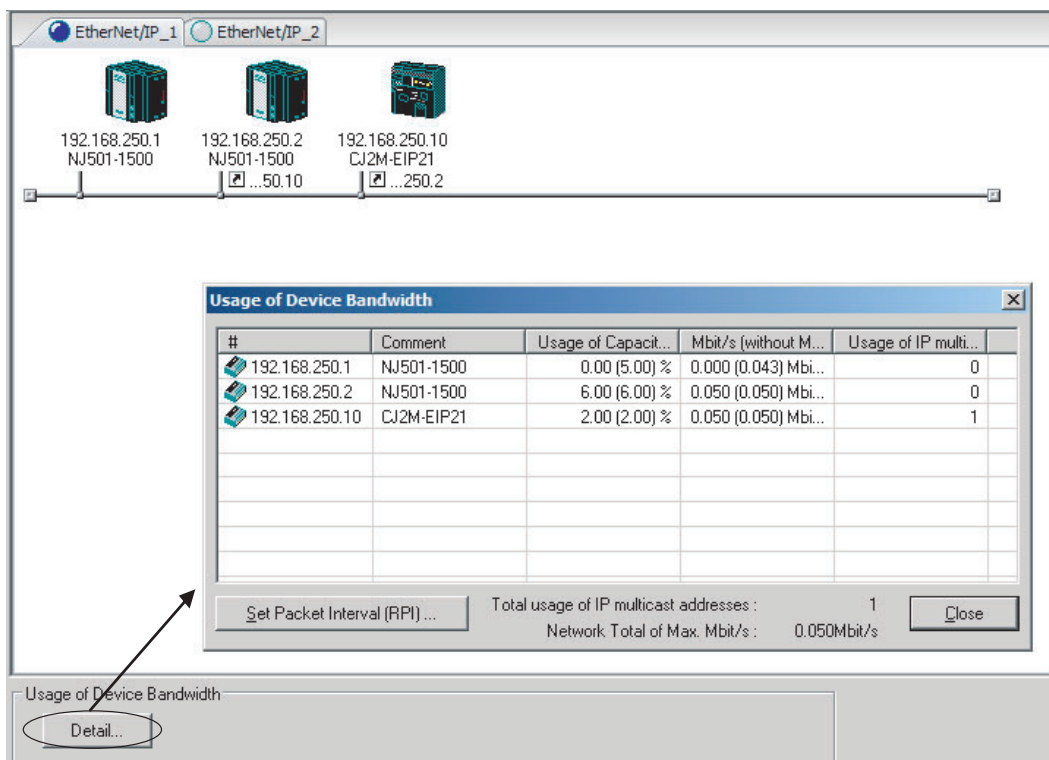 EtherNet/IP_1 EtherNet/IP_2
192.168.250.1 192.168.250.2 192.168.250.10
NJ501-1500 NJ501-1500 CJ2M-EIP21
...50.10 ...250.2
Usage of Device Bandwidth
# Comment Usage of Capacit... Mbit/s (without M... Usage of IP multi...
192.168.250.1 NJ501-1500 0.00 (5.00) % 0.000 (0.043) Mbi... 0
192.168.250.2 NJ501-1500 6.00 (6.00) % 0.050 (0.050) Mbi... 0
192.168.250.10 CJ2M-EIP21 2.00 (2.00) % 0.050 (0.050) Mbi... 1
Set Packet Interval (RPI) ... Total usage of IP multicast addresses : 1 Close
Network Total of Max. Mbit/s : 0.050Mbit/s
Usage of Device Bandwidth
Detail...